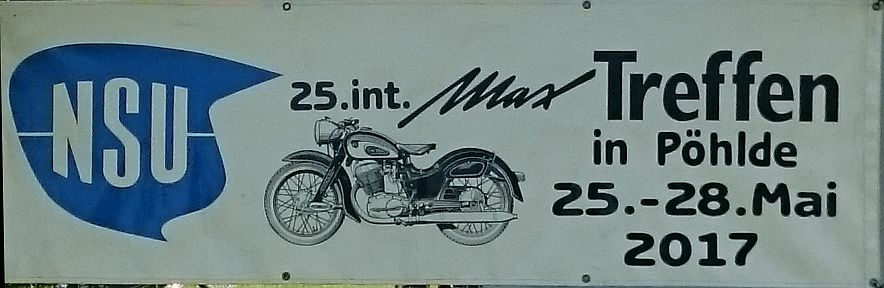 NSU
25.int. Max Treffen
in Pöhlde
25.-28.Mai
2017